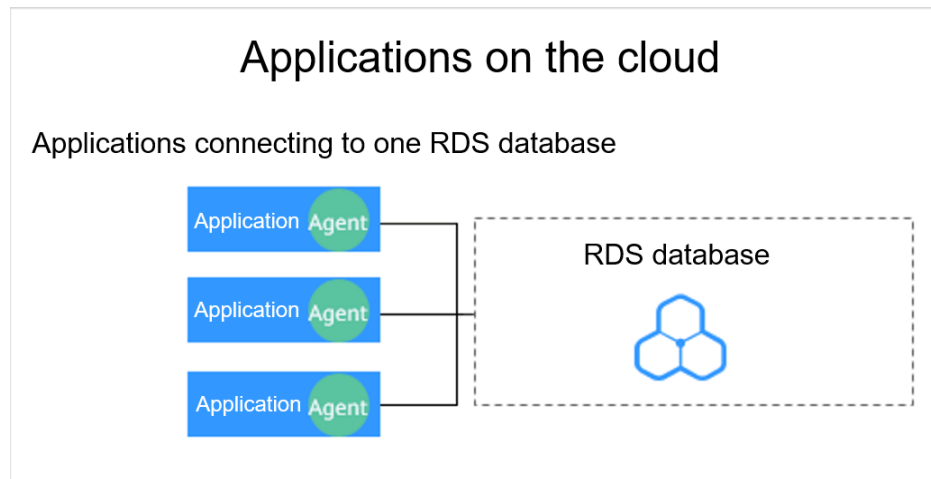 Applications on the cloud
Applications connecting to one RDS database
Application Agent
RDS database
Application Agent
Application Agent